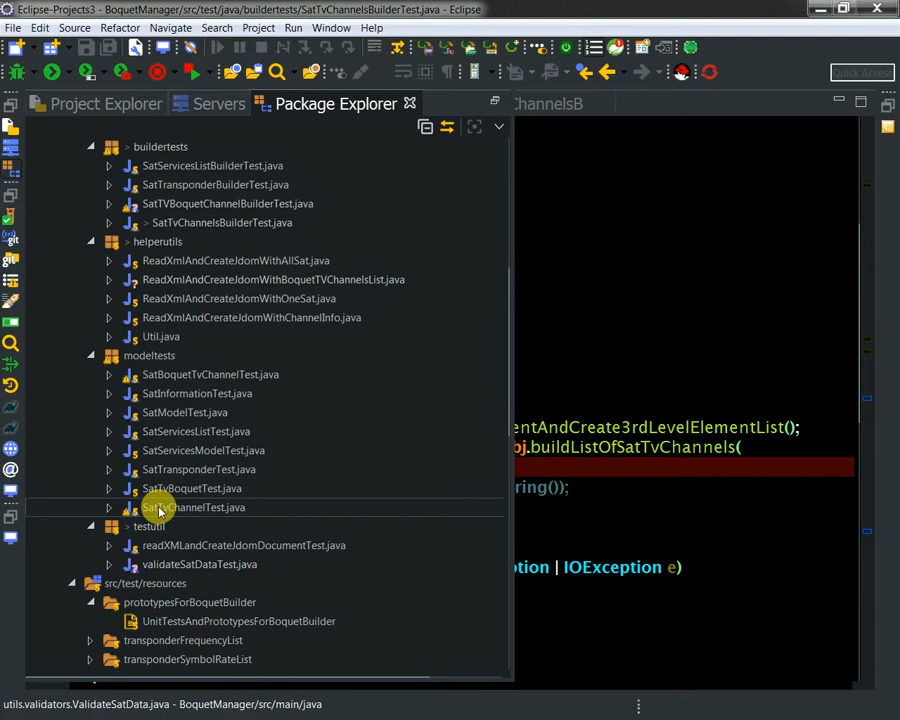 Eclipse-Projects3 - BoquetManager/src/test/java/buildertests/SatTvChannelsBuilderTest.java - Eclipse
File Edit Source Refactor Navigate Search Project Run Window Help
Quick Access
Project Explorer Servers Package Explorer hannelsB
> buildertests
SatServicesListBuilderTest.java
SatTransponderBuilderTest.java
SatTVBoquetChannelBuilderTest.java
> SatTvChannelsBuilderTest.java
> helperutils
ReadXmlAndCreateJdomWithAllSat.java
ReadXmlAndCreateJdomWithBoquetTVChannelsList.java
ReadXmlAndCreateJdomWithOneSat.java
ReadXmlAndCrerateJdomWithChannelInfo.java
Util.java
modeltests
SatBoquetTvChannelTest.java
SatInformationTest.java
SatModelTest.java
SatServicesListTest.java
entAndCreate3rdLevelElementList();
SatServicesModelTest.java
bj.buildListOfSatTvChannels(
SatTransponderTest.java
SatTvBoquetTest.java
ring());
SatTvChannelTest.java
> testutil
readXMLandCreateJdomDocumentTest.java
validateSatDataTest.java
ption | IOException e)
src/test/resources
prototypesForBoquetBuilder
UnitTestsAndPrototypesForBoquetBuilder
transponderFrequencyList
transponderSymbolRateList
utils.validators.ValidateSatData.java - BoquetManager/src/main/java